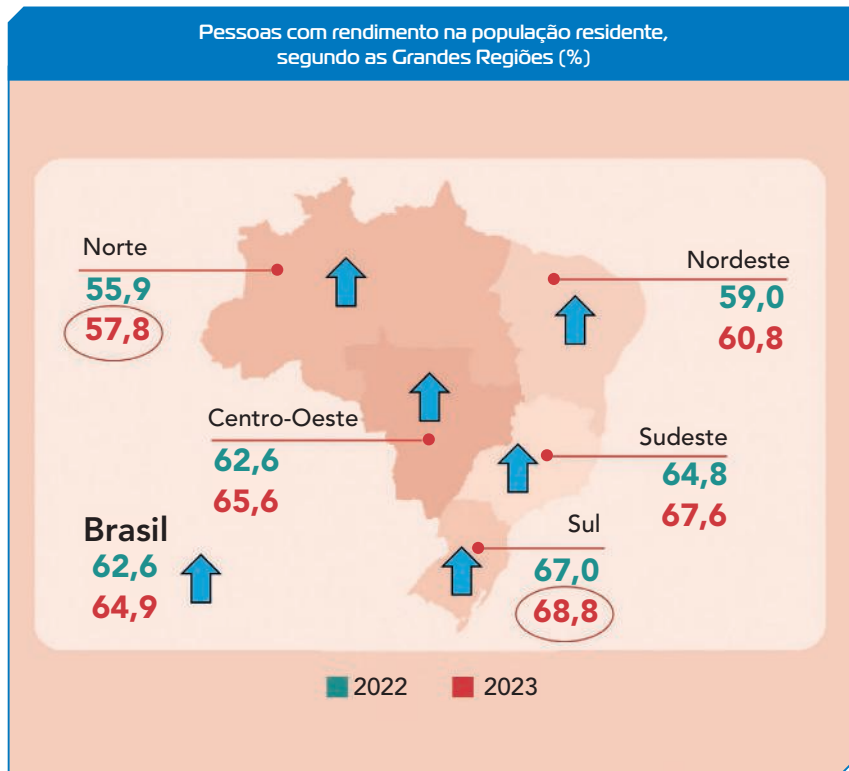 Pessoas com rendimento na população residente,
segundo as Grandes Regiões (%)
Norte
55,9
57,8
Nordeste
59,0
60,8
Centro-Oeste
62,6
65,6
Sudeste
64,8
67,6
Brasil
62,6
64,9
Sul
67,0
68,8
2022
2023